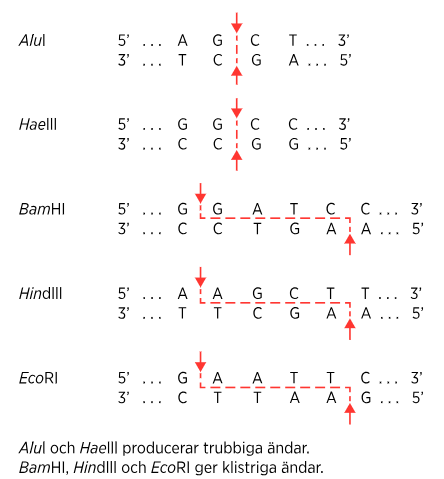 AluI 5’ ... A G C T ... 3’
3’ ... T C G A ... 5’
HaeIII 5’ ... G G C C ... 3’
3’ ... C C G G ... 5’
BamHI 5’ ... G G A T C C ... 3’
3’ ... C C T G A A ... 5’
HindIII 5’ ... A A G C T T ... 3’
3’ ... T T C G A A ... 5’
EcoRI 5’ ... G A A T T C ... 3’
3’ ... C T T A A G ... 5’
AluI och HaeIII producerar trubbiga ändar.
BamHI, HindIII och EcoRI ger klistriga ändar.